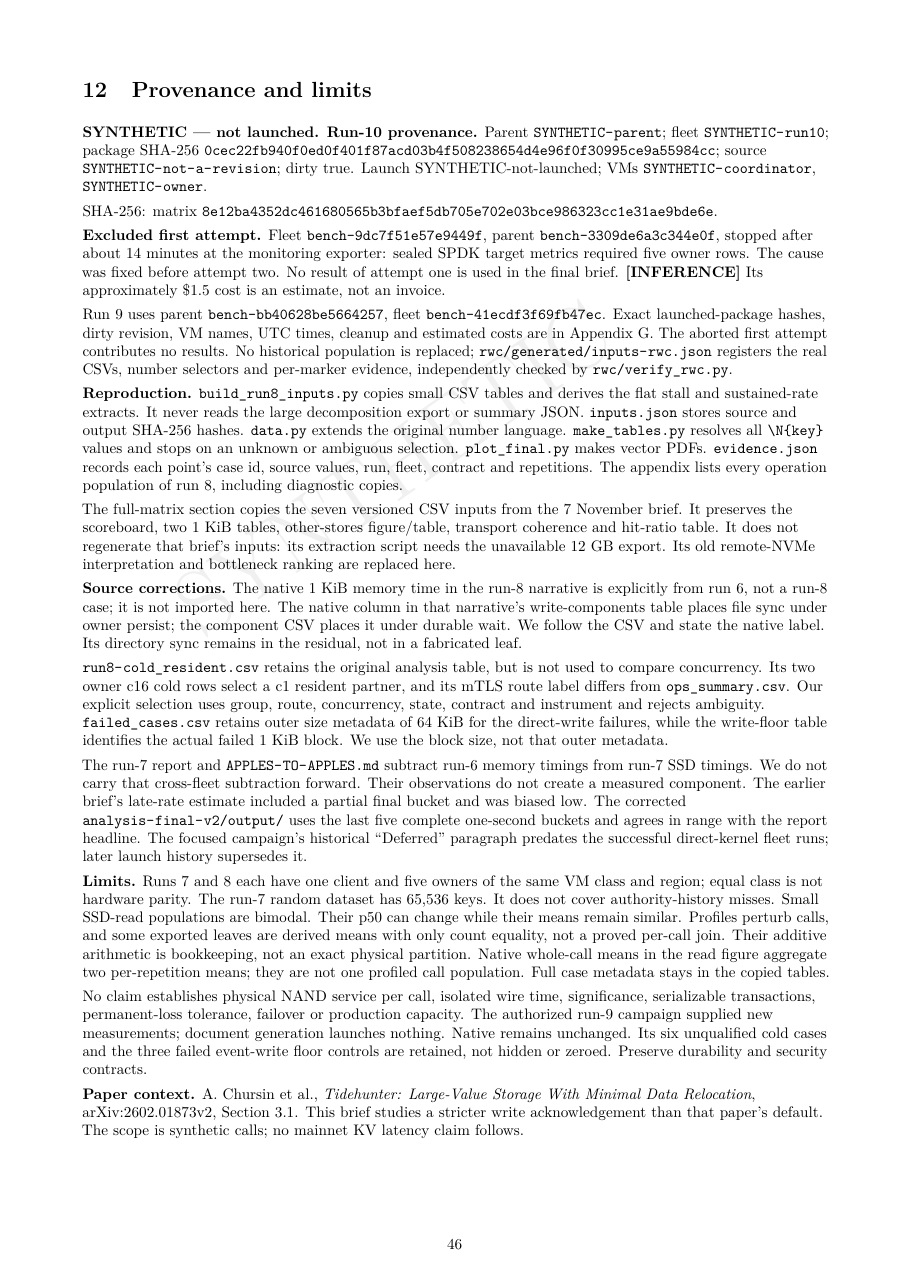 12 Provenance and limits
SYNTHETIC — not launched. Run-10 provenance. Parent SYNTHETIC-parent; fleet SYNTHETIC-run10;
package SHA-256 0cec22fb940f0ed0f401f87acd03b4f508238654d4e96f0f30995ce9a55984cc; source
SYNTHETIC-not-a-revision; dirty true. Launch SYNTHETIC-not-launched; VMs SYNTHETIC-coordinator,
SYNTHETIC-owner.
SHA-256: matrix 8e12ba4352dc461680565b3bfaef5db705e702e03bce986323cc1e31ae9bde6e.
Excluded first attempt. Fleet bench-9dc7f51e57e9449f, parent bench-3309de6a3c344e0f, stopped after
about 14 minutes at the monitoring exporter: sealed SPDK target metrics required five owner rows. The cause
was fixed before attempt two. No result of attempt one is used in the final brief. [INFERENCE] Its
approximately $1.5 cost is an estimate, not an invoice.
Run 9 uses parent bench-bb40628be5664257, fleet bench-41ecdf3f69fb47ec. Exact launched-package hashes,
dirty revision, VM names, UTC times, cleanup and estimated costs are in Appendix G. The aborted first attempt
contributes no results. No historical population is replaced; rwc/generated/inputs-rwc.json registers the real
CSVs, number selectors and per-marker evidence, independently checked by rwc/verify_rwc.py.
Reproduction. build_run8_inputs.py copies small CSV tables and derives the flat stall and sustained-rate
extracts. It never reads the large decomposition export or summary JSON. inputs.json stores source and
output SHA-256 hashes. data.py extends the original number language. make_tables.py resolves all \N{key}
values and stops on an unknown or ambiguous selection. plot_final.py makes vector PDFs. evidence.json
records each point's case id, source values, run, fleet, contract and repetitions. The appendix lists every operation
population of run 8, including diagnostic copies.
The full-matrix section copies the seven versioned CSV inputs from the 7 November brief. It preserves the
scoreboard, two 1 KiB tables, other-stores figure/table, transport coherence and hit-ratio table. It does not
regenerate that brief's inputs: its extraction script needs the unavailable 12 GB export. Its old remote-NVMe
interpretation and bottleneck ranking are replaced here.
Source corrections. The native 1 KiB memory time in the run-8 narrative is explicitly from run 6, not a run-8
case; it is not imported here. The native column in that narrative's write-components table places file sync under
owner persist; the component CSV places it under durable wait. We follow the CSV and state the native label.
Its directory sync remains in the residual, not in a fabricated leaf.
run8-cold_resident.csv retains the original analysis table, but is not used to compare concurrency. Its two
owner c16 cold rows select a c1 resident partner, and its mTLS route label differs from ops_summary.csv. Our
explicit selection uses group, route, concurrency, state, contract and instrument and rejects ambiguity.
failed_cases.csv retains outer size metadata of 64 KiB for the direct-write failures, while the write-floor table
identifies the actual failed 1 KiB block. We use the block size, not that outer metadata.
The run-7 report and APPLES-TO-APPLES.md subtract run-6 memory timings from run-7 SSD timings. We do not
carry that cross-fleet subtraction forward. Their observations do not create a measured component. The earlier
brief's late-rate estimate included a partial final bucket and was biased low. The corrected
analysis-final-v2/output/ uses the last five complete one-second buckets and agrees in range with the report
headline. The focused campaign's historical “Deferred” paragraph predates the successful direct-kernel fleet runs;
later launch history supersedes it.
Limits. Runs 7 and 8 each have one client and five owners of the same VM class and region; equal class is not
hardware parity. The run-7 random dataset has 65,536 keys. It does not cover authority-history misses. Small
SSD-read populations are bimodal. Their p50 can change while their means remain similar. Profiles perturb calls,
and some exported leaves are derived means with only count equality, not a proved per-call join. Their additive
arithmetic is bookkeeping, not an exact physical partition. Native whole-call means in the read figure aggregate
two per-repetition means; they are not one profiled call population. Full case metadata stays in the copied tables.
No claim establishes physical NAND service per call, isolated wire time, significance, serializable transactions,
permanent-loss tolerance, failover or production capacity. The authorized run-9 campaign supplied new
measurements; document generation launches nothing. Native remains unchanged. Its six unqualified cold cases
and the three failed event-write floor controls are retained, not hidden or zeroed. Preserve durability and security
contracts.
Paper context. A. Chursin et al., Tidehunter: Large-Value Storage With Minimal Data Relocation,
arXiv:2602.01873v2, Section 3.1. This brief studies a stricter write acknowledgement than that paper's default.
The scope is synthetic calls; no mainnet KV latency claim follows.
SYNTHETIC
46